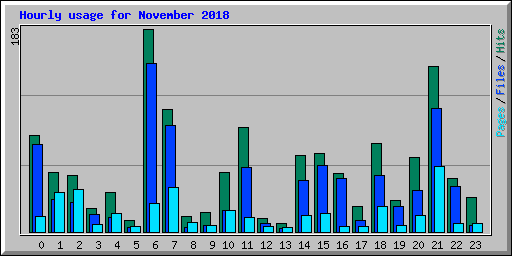 Hourly usage for November 2018
183
Pages/Files/Hits
0 1 2 3 4 5 6 7 8 9 10 11 12 13 14 15 16 17 18 19 20 21 22 23